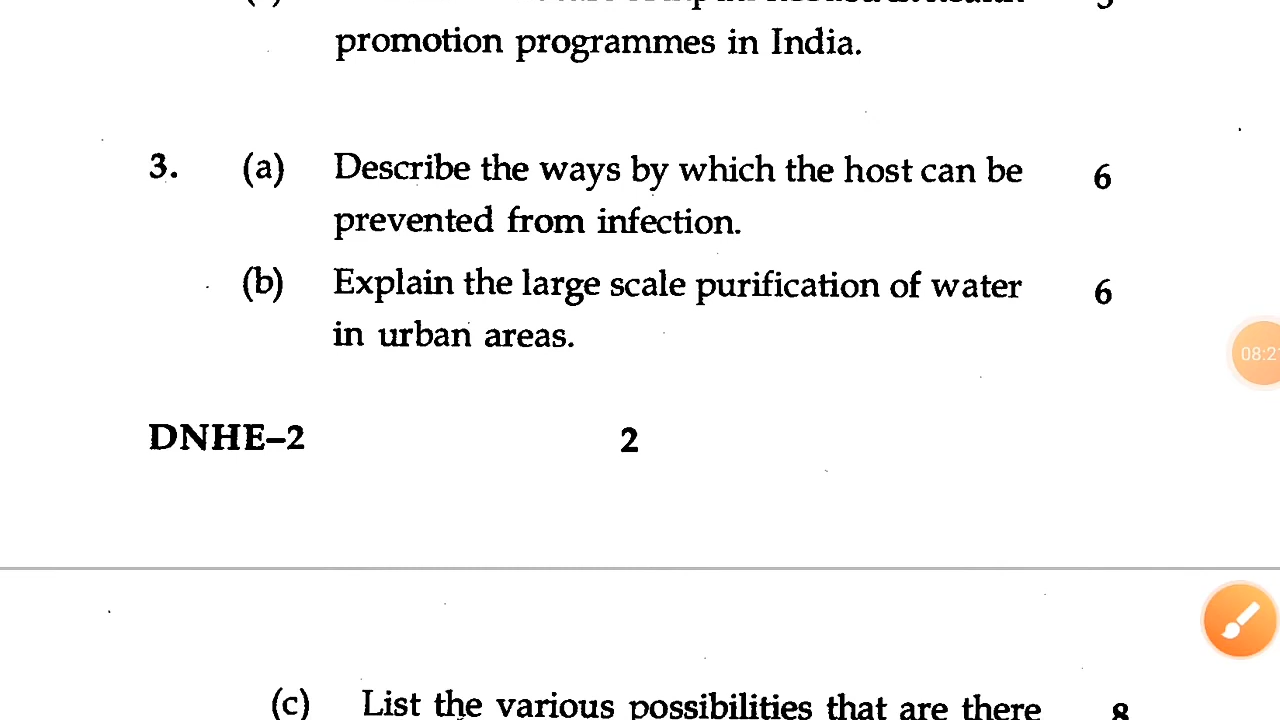 promotion programmes in India.
3. (a) Describe the ways by which the host can be 6
prevented from infection.
(b) Explain the large scale purification of water 6
in urban areas.
DNHE–2 2
(c) List the various possibilities that are there 8